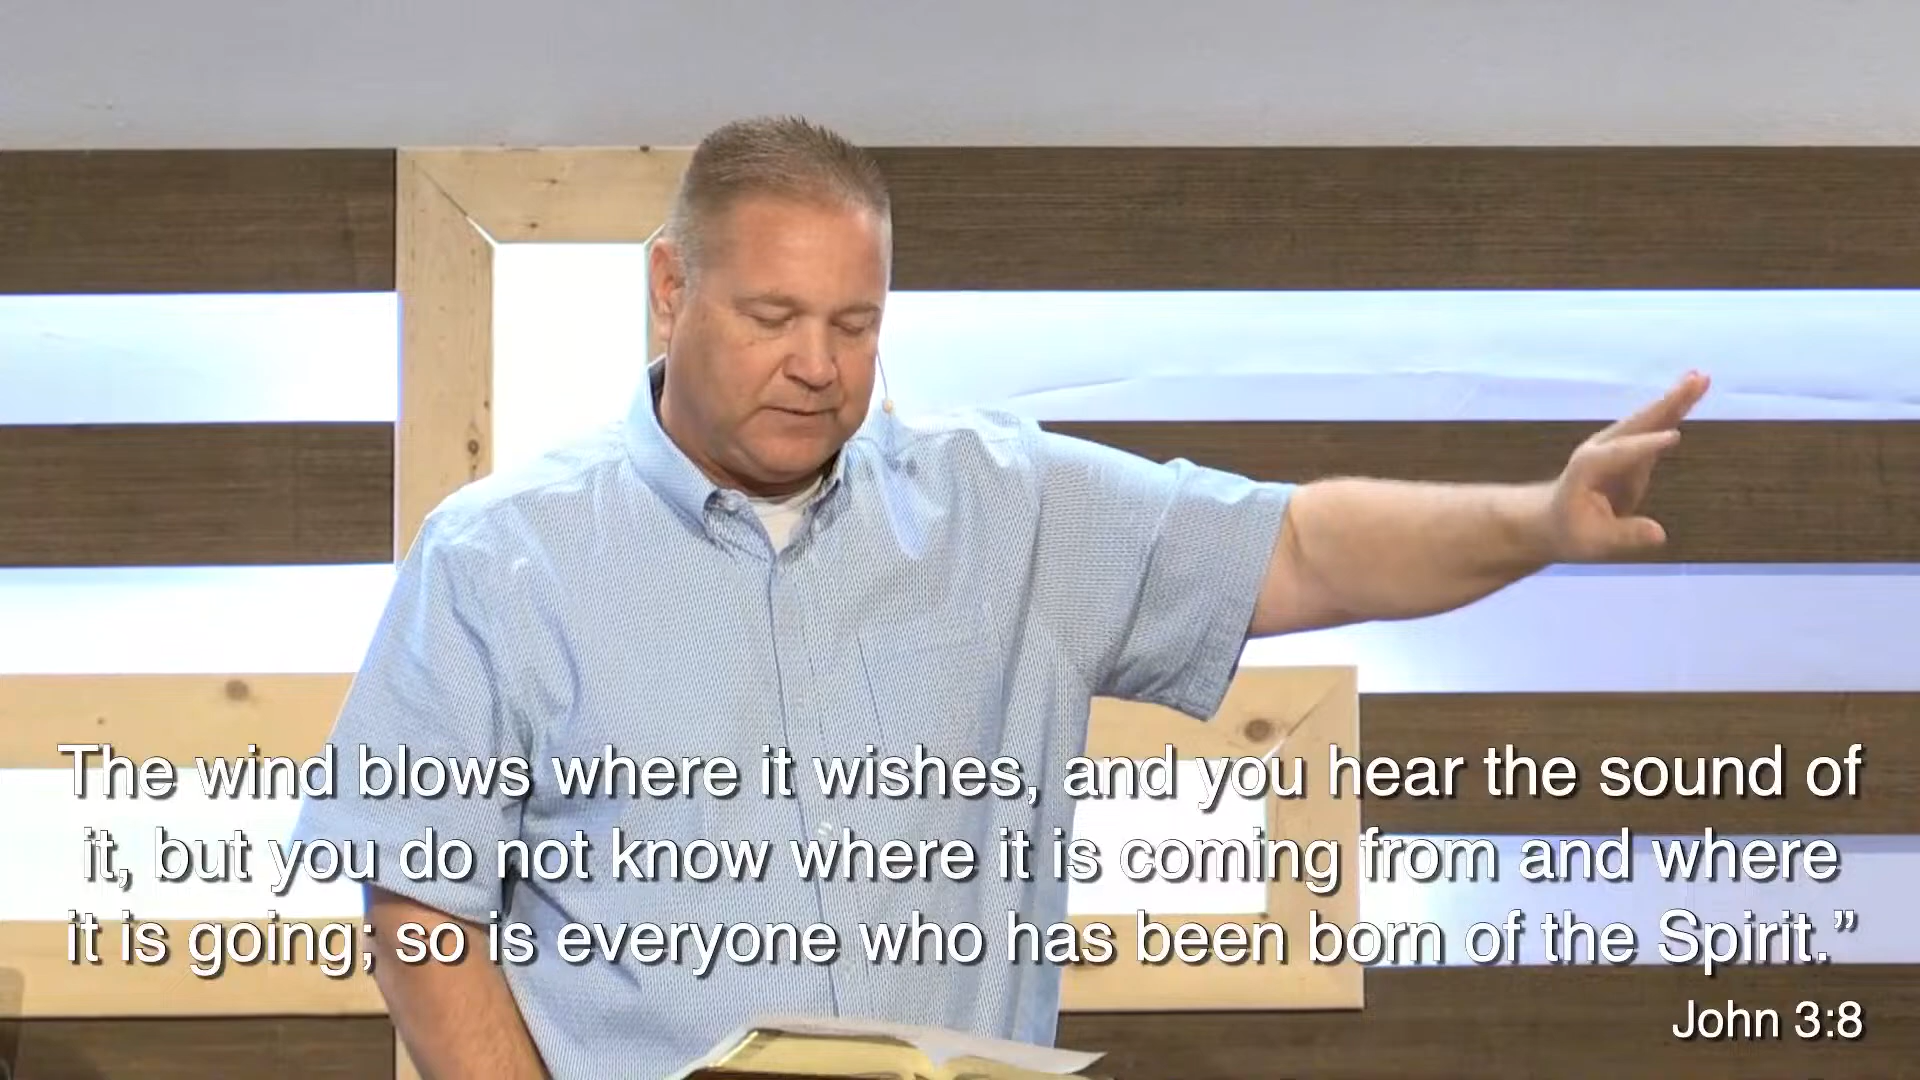 The wind blows where it wishes, and you hear the sound of
it, but you do not know where it is coming from and where
it is going; so is everyone who has been born of the Spirit.”
John 3:8